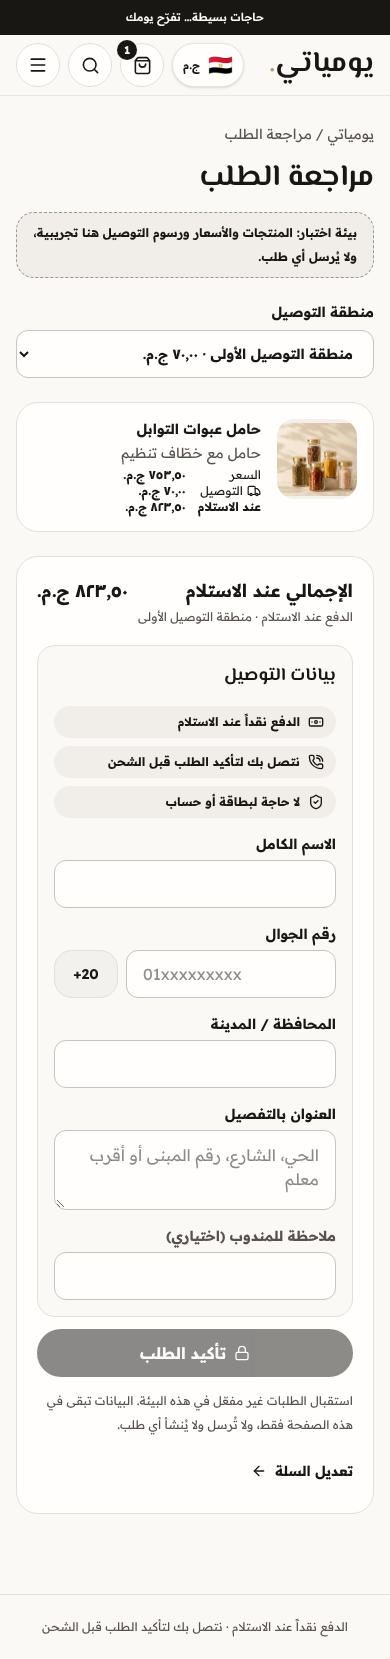 حاجات بسيطة... تفرّح يومك
يومياتي.
ج.م
1
يومياتي / مراجعة الطلب
مراجعة الطلب
بيئة اختبار: المنتجات والأسعار ورسوم التوصيل هنا تجريبية،
ولا يُرسل أي طلب.
منطقة التوصيل
منطقة التوصيل الأولى · ٧٠٫٠٠ ج.م.
حامل عبوات التوابل
حامل مع خطّاف تنظيم
السعر ٧٥٣٫٥٠ ج.م.
التوصيل ٧٠٫٠٠ ج.م.
عند الاستلام ٨٢٣٫٥٠ ج.م.
الإجمالي عند الاستلام ٨٢٣٫٥٠ ج.م.
الدفع عند الاستلام · منطقة التوصيل الأولى
بيانات التوصيل
الدفع نقداً عند الاستلام
نتصل بك لتأكيد الطلب قبل الشحن
لا حاجة لبطاقة أو حساب
الاسم الكامل
رقم الجوال
01xxxxxxxxx
+20
المحافظة / المدينة
العنوان بالتفصيل
الحي، الشارع، رقم المبنى أو أقرب
معلم
ملاحظة للمندوب (اختياري)
تأكيد الطلب
استقبال الطلبات غير مفعّل في هذه البيئة. البيانات تبقى في
هذه الصفحة فقط، ولا تُرسل ولا يُنشأ أي طلب.
تعديل السلة
الدفع نقداً عند الاستلام · نتصل بك لتأكيد الطلب قبل الشحن